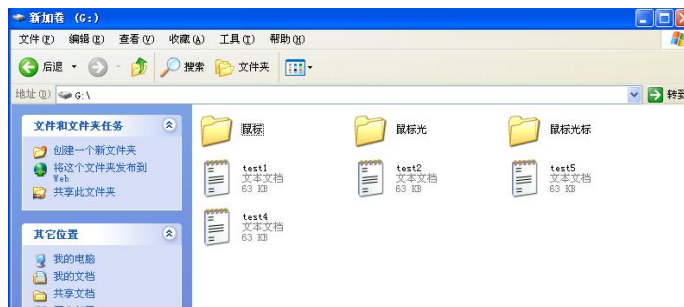 新加卷 (G:)
文件(F) 编辑(E) 查看(V) 收藏(A) 工具(T) 帮助(H)
后退 搜索 文件夹
地址(D) G:\ 转到
文件和文件夹任务
创建一个新文件夹
将这个文件夹发布到
Web
共享此文件夹
其它位置
我的电脑
我的文档
共享文档
鼠标 鼠标光 鼠标光标
test1 test2 test5
文本文档 文本文档 文本文档
63 KB 63 KB 63 KB
test4
文本文档
63 KB